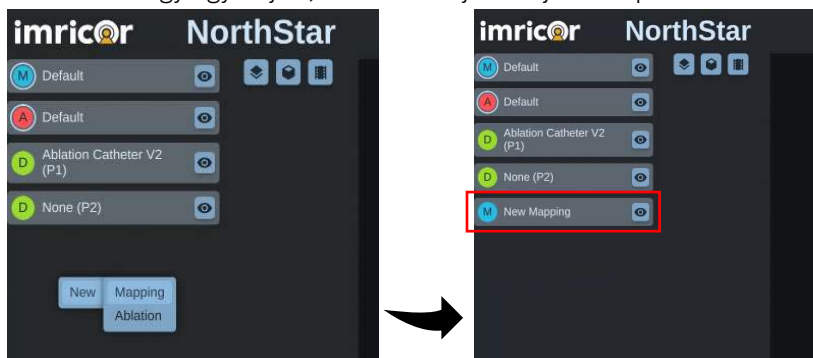 imricor NorthStar
M Default
A Default
D Ablation Catheter V2
(P1)
D None (P2)
New Mapping
Ablation
imricor NorthStar
M Default
A Default
D Ablation Catheter V2
(P1)
D None (P2)
M New Mapping